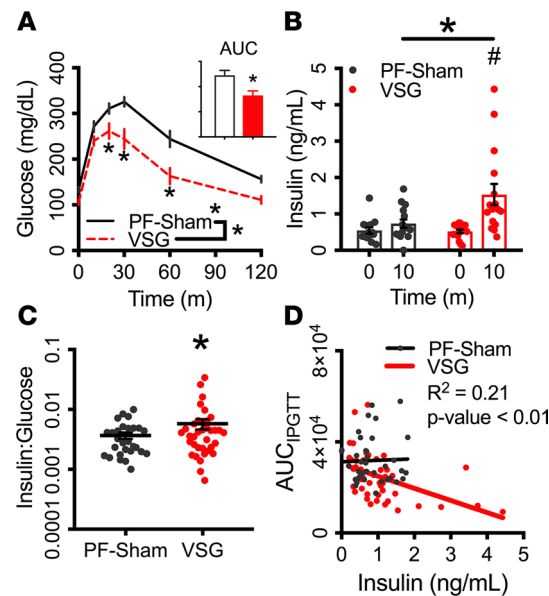 A
AUC
*
Glucose (mg/dL)
400
300
200
100
0
* * *
*
PF-Sham
VSG
*
*
0 30 60 90 120
Time (m)
B
*
#
PF-Sham
VSG
Insulin (ng/mL)
5
4
3
2
1
0
0 10 0 10
Time (m)
C
*
Insulin:Glucose
0.1
0.01
0.001
0.0001
PF-Sham VSG
D
PF-Sham
VSG
R² = 0.21
p-value < 0.01
AUC_IPGTT
8×10⁴
4×10⁴
0
0 1 2 3 4 5
Insulin (ng/mL)